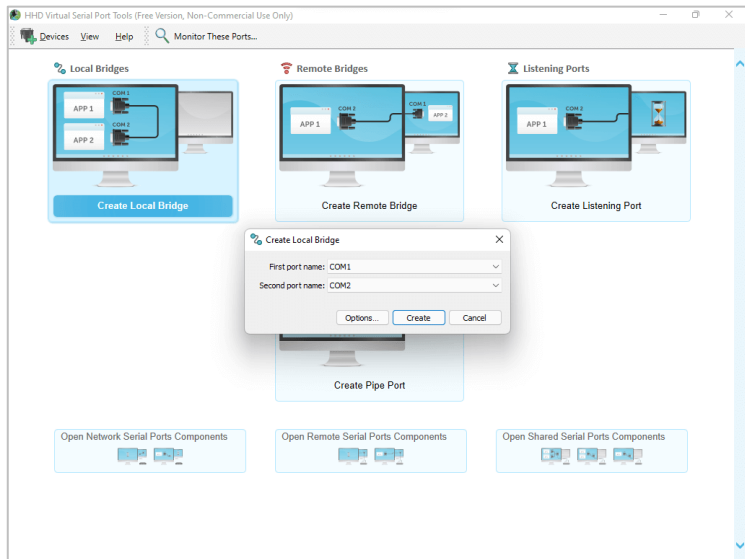 HHD Virtual Serial Port Tools (Free Version, Non-Commercial Use Only)
Devices View Help Monitor These Ports...
Local Bridges
COM 1
APP 1
COM 2
APP 2
Create Local Bridge
Remote Bridges
COM 2
COM 1
APP 1
APP 2
Create Remote Bridge
Listening Ports
COM 2
APP 1
Create Listening Port
Create Local Bridge
First port name: COM1
Second port name: COM2
Options... Create Cancel
Create Pipe Port
Open Network Serial Ports Components
Open Remote Serial Ports Components
Open Shared Serial Ports Components